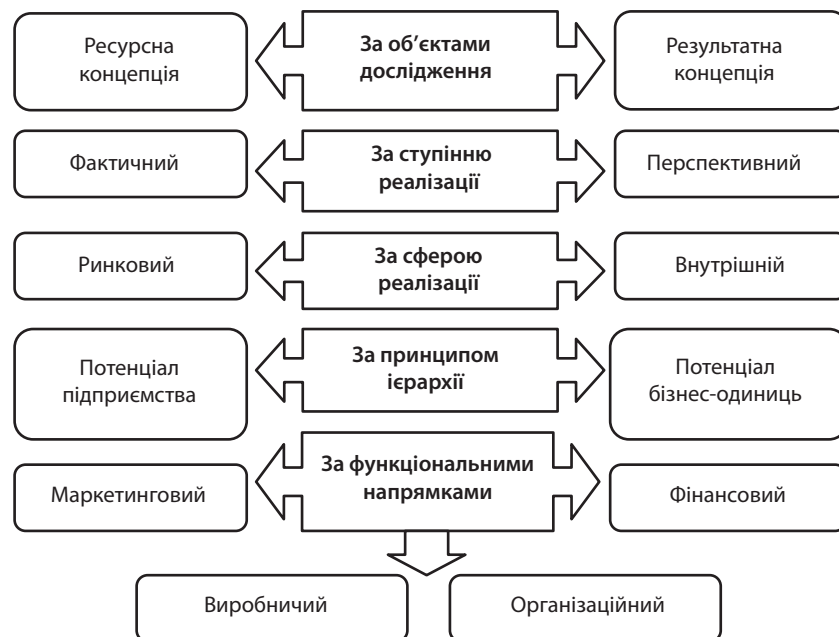 Ресурсна
концепція
За об’єктами
дослідження
Результатна
концепція
Фактичний
За ступінню
реалізації
Перспективний
Ринковий
За сферою
реалізації
Внутрішній
Потенціал
підприємства
За принципом
ієрархії
Потенціал
бізнес-одиниць
Маркетинговий
За функціональними
напрямками
Фінансовий
Виробничий
Організаційний